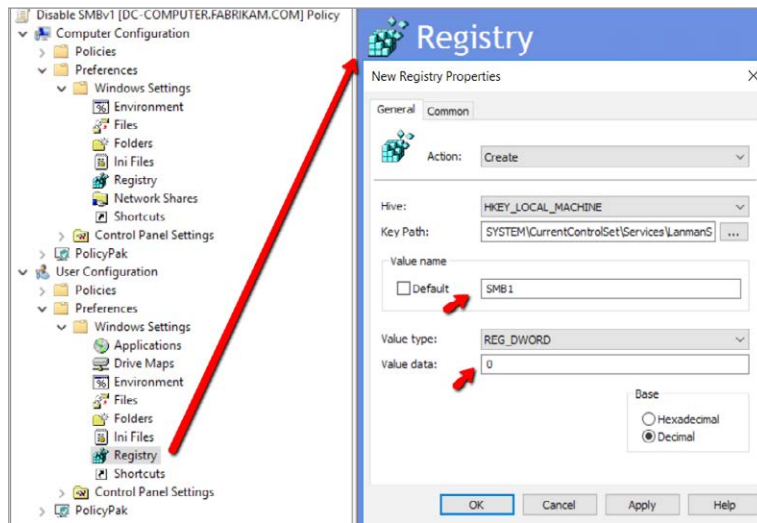 Disable SMBv1 [DC-COMPUTER.FABRIKAM.COM] Policy
Computer Configuration
Policies
Preferences
Windows Settings
Environment
Files
Folders
Ini Files
Registry
Network Shares
Shortcuts
Control Panel Settings
PolicyPak
User Configuration
Policies
Preferences
Windows Settings
Applications
Drive Maps
Environment
Files
Folders
Ini Files
Registry
Shortcuts
Control Panel Settings
PolicyPak
Registry
New Registry Properties
General Common
Action: Create
Hive: HKEY_LOCAL_MACHINE
Key Path: SYSTEM\CurrentControlSet\Services\LanmanS ...
Value name
Default SMB1
Value type: REG_DWORD
Value data: 0
Base
Hexadecimal
Decimal
OK Cancel Apply Help